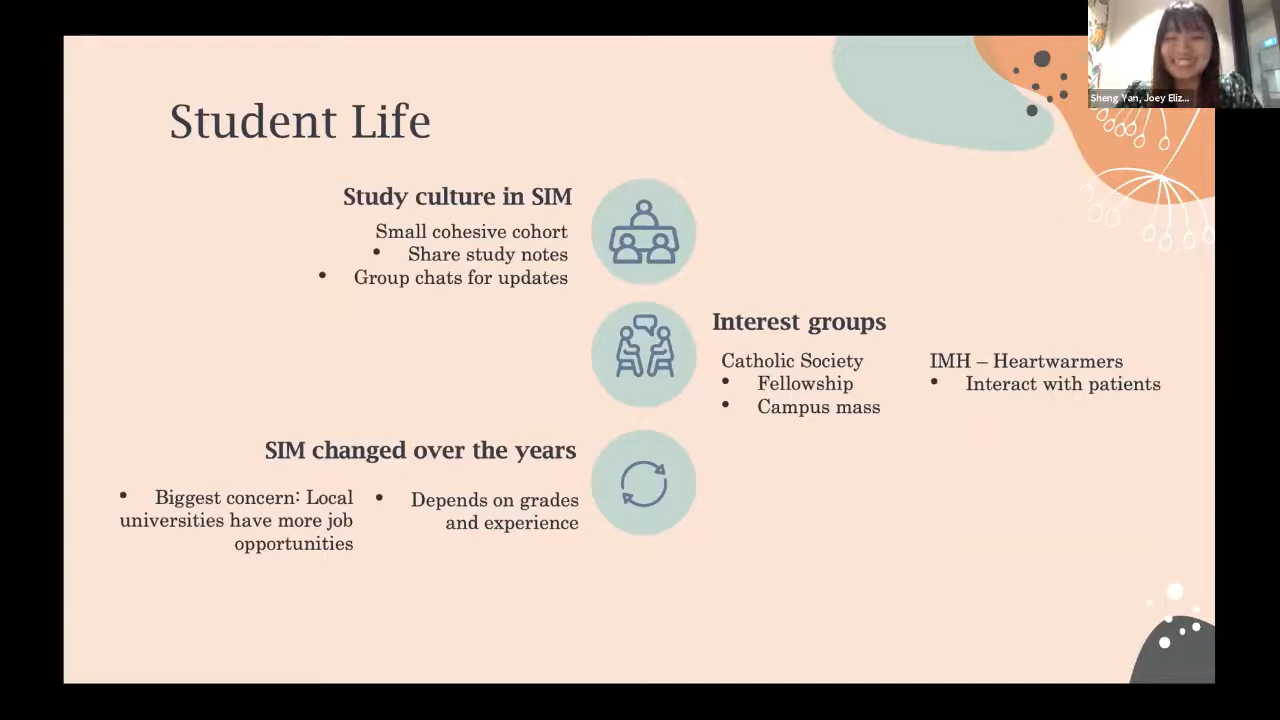 Sheng Yan, Joey Eliz...
Student Life
Study culture in SIM
Small cohesive cohort
• Share study notes
• Group chats for updates
Interest groups
Catholic Society
• Fellowship
• Campus mass
IMH – Heartwarmers
• Interact with patients
SIM changed over the years
• Biggest concern: Local
universities have more job
opportunities
• Depends on grades
and experience